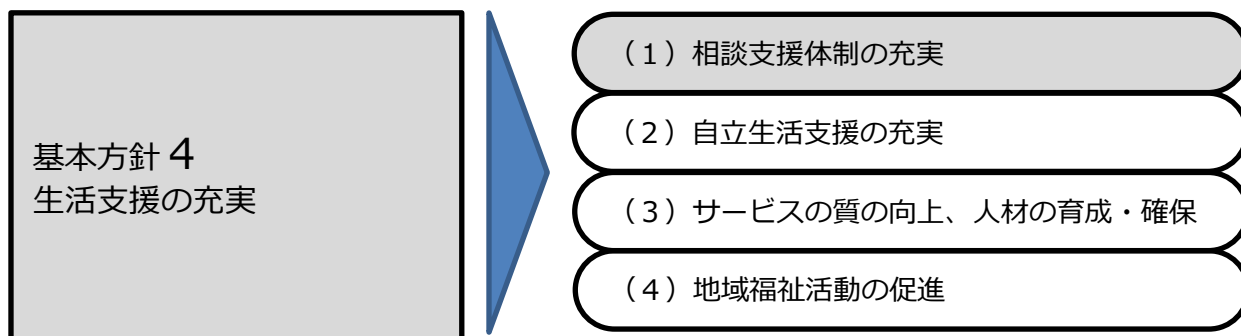 基本方針 4
生活支援の充実
（１）相談支援体制の充実
（２）自立生活支援の充実
（３）サービスの質の向上、人材の育成・確保
（４）地域福祉活動の促進